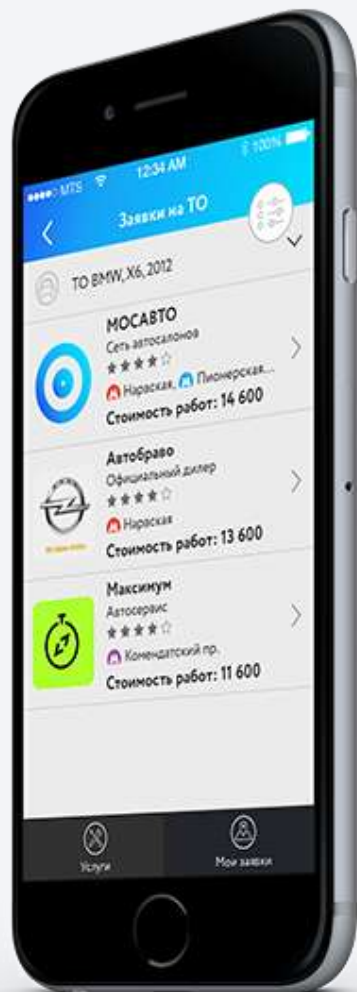 MTS 12:34 AM 100%
Заявки на ТО
ТО BMW, X6, 2012
МОСАВТО
Сеть автосалонов
Нарвская, Пионерская...
Стоимость работ: 14 600
Автобраво
Официальный дилер
Нарвская
Стоимость работ: 13 600
Максимум
Автосервис
Комендатский пр.
Стоимость работ: 11 600
Услуги Мои заявки